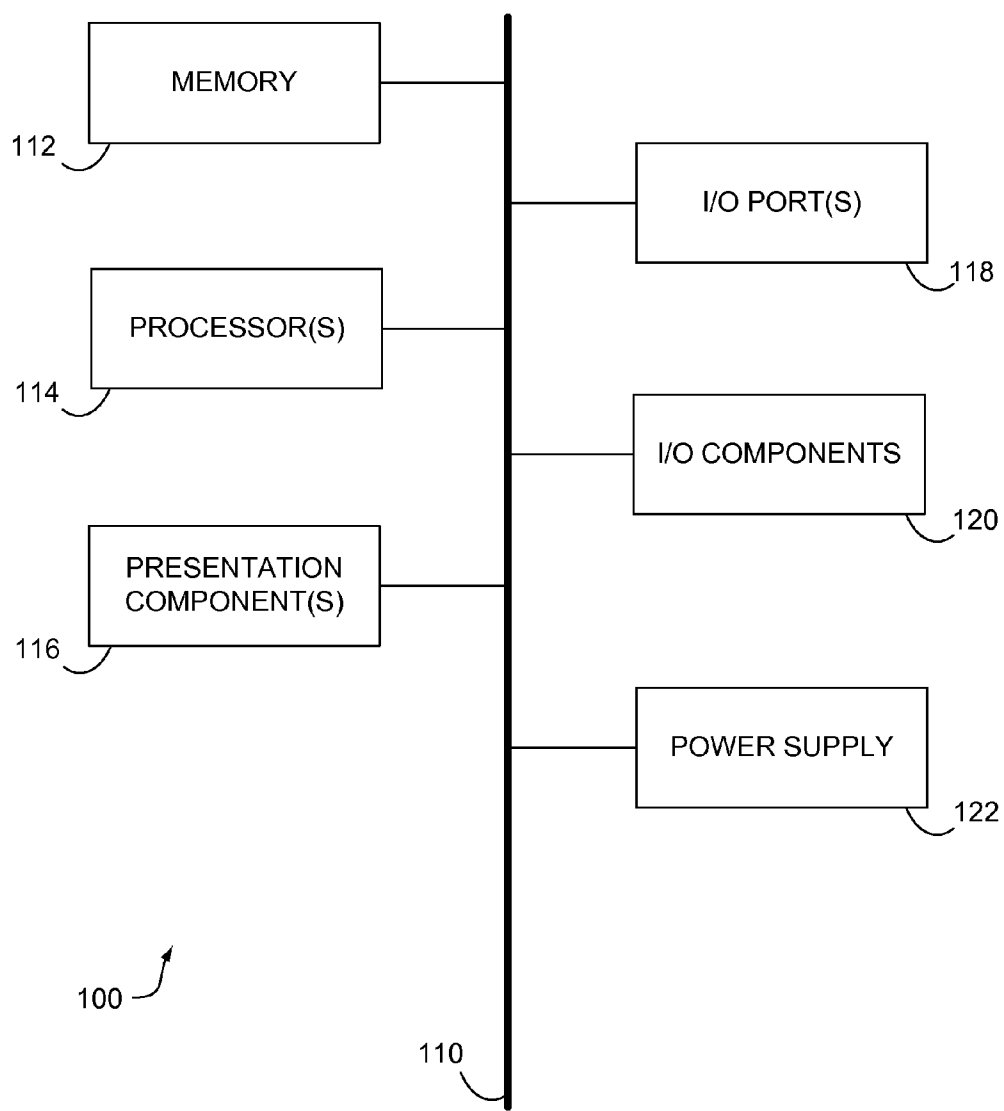 MEMORY
112
I/O PORT(S)
118
PROCESSOR(S)
114
I/O COMPONENTS
120
PRESENTATION
COMPONENT(S)
116
POWER SUPPLY
122
100
110